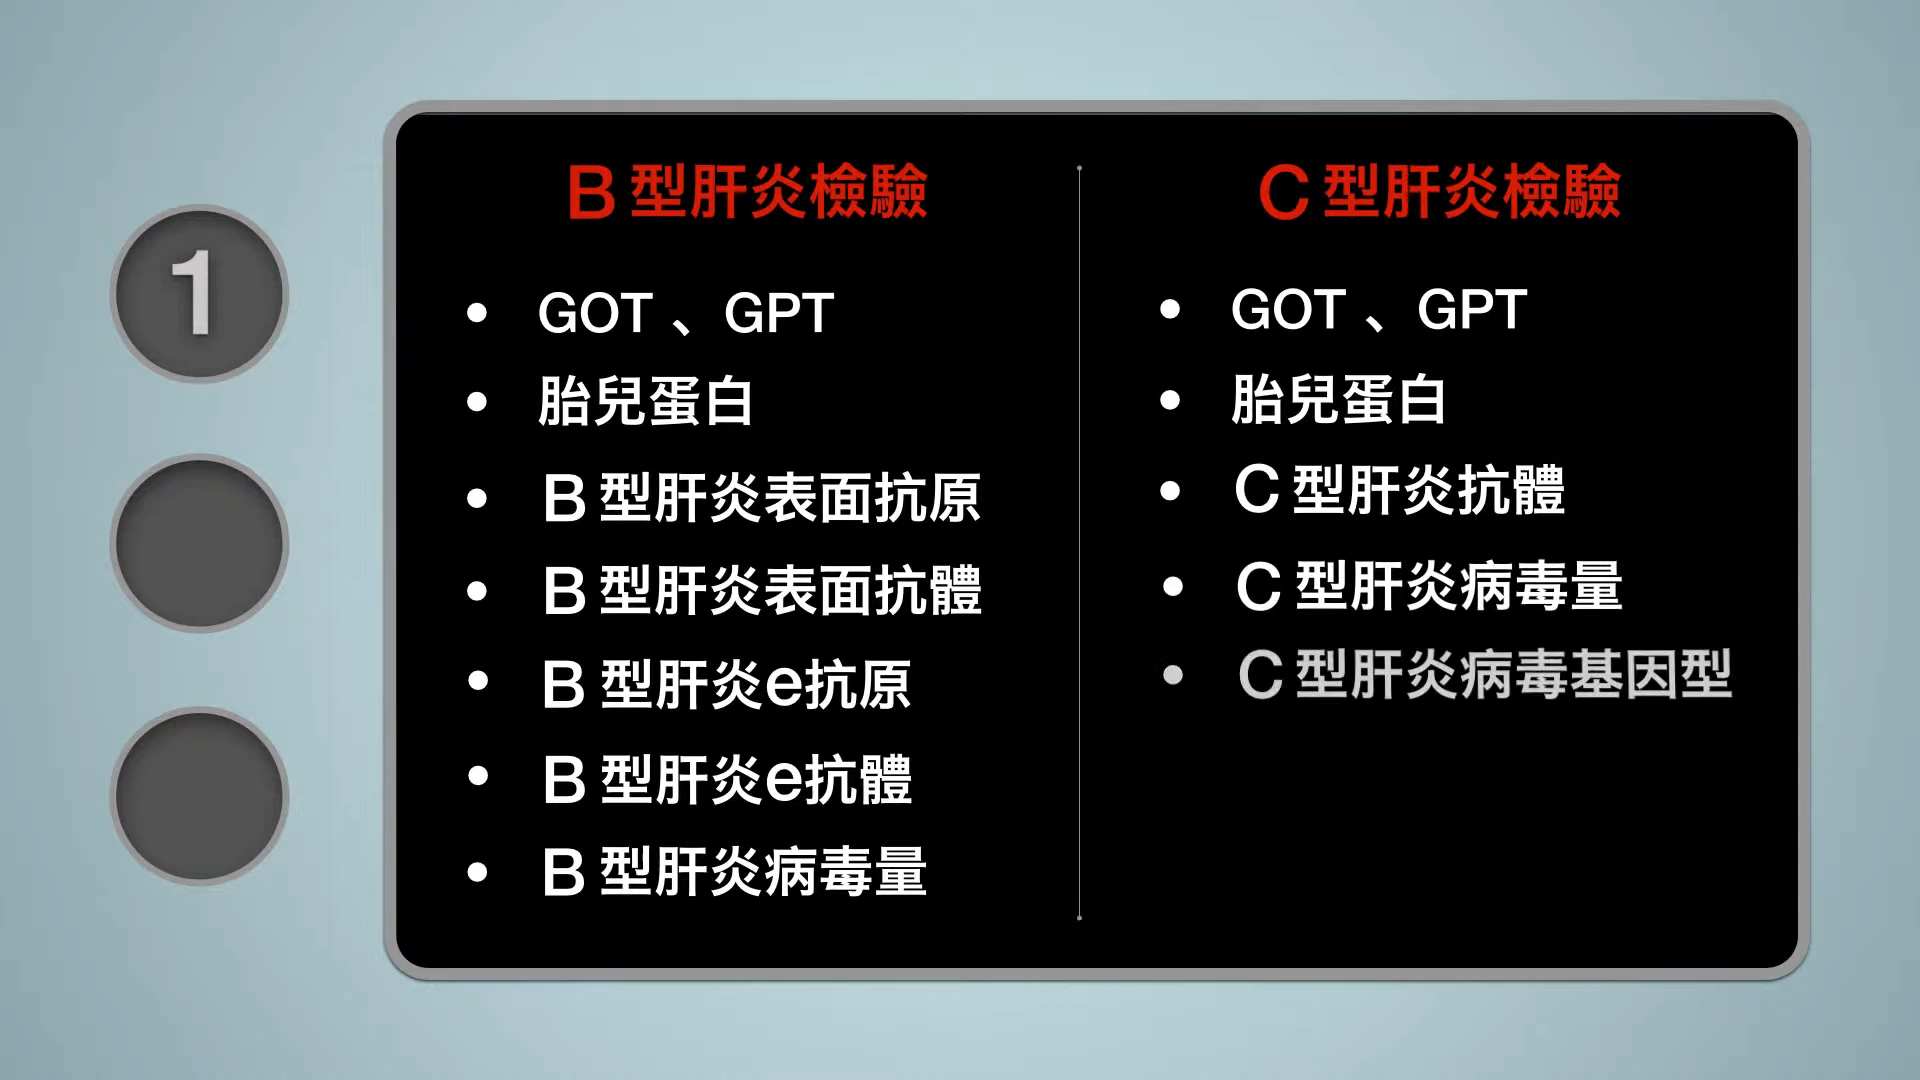 1
B型肝炎檢驗
• GOT、GPT
• 胎兒蛋白
• B型肝炎表面抗原
• B型肝炎表面抗體
• B型肝炎e抗原
• B型肝炎e抗體
• B型肝炎病毒量
C型肝炎檢驗
• GOT、GPT
• 胎兒蛋白
• C型肝炎抗體
• C型肝炎病毒量
• C型肝炎病毒基因型